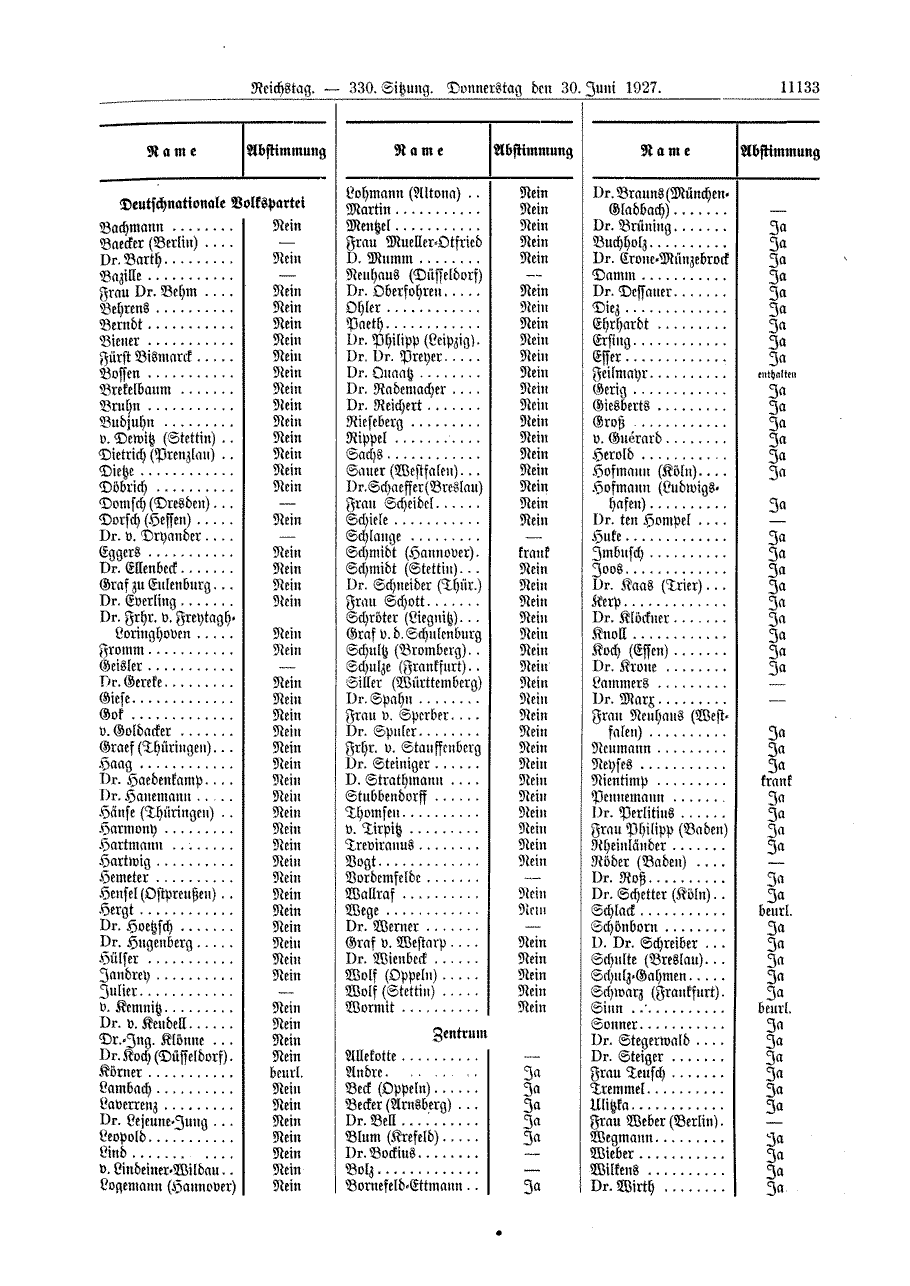 Reichstag. — 330. Sitzung. Donnerstag den 30. Juni 1927. 11133
Name Abstimmung
Deutschnationale Volkspartei
Bachmann ........ Nein
Baecker (Berlin) .... —
Dr. Barth......... Nein
Bazille ........... —
Frau Dr. Behm .... Nein
Behrens .......... Nein
Berndt ........... Nein
Biener ........... Nein
Fürst Bismarck ..... Nein
Bossen ........... Nein
Brekelbaum ....... Nein
Bruhn ........... Nein
Budjuhn .......... Nein
v. Dewitz (Stettin) .. Nein
Dietrich (Prenzlau) .. Nein
Dietze ............ Nein
Döbrich .......... Nein
Domsch (Dresden)... —
Dorsch (Hessen) ..... Nein
Dr. v. Dryander .... —
Eggers ........... Nein
Dr. Ellenbeck ....... Nein
Graf zu Eulenburg... Nein
Dr. Everling ....... Nein
Dr. Frhr. v. Freytagh-
Loringhoven ..... Nein
Fromm ........... Nein
Geisler ........... —
Dr. Gereke......... Nein
Giese............. Nein
Gok ............. Nein
v. Goldacker ....... Nein
Graef (Thüringen)... Nein
Haag ............ Nein
Dr. Haedenkamp.... Nein
Dr. Hanemann ..... Nein
Hänse (Thüringen) .. Nein
Harmony ......... Nein
Hartmann ........ Nein
Hartwig .......... Nein
Hemeter .......... Nein
Hensel (Ostpreußen) .. Nein
Hergt ............ Nein
Dr. Hoetzsch ....... Nein
Dr. Hugenberg ..... Nein
Hülser ........... Nein
Jandrey .......... Nein
Julier............ —
v. Kemnitz......... Nein
Dr. v. Keudell...... Nein
Dr.-Ing. Klönne ... Nein
Dr. Koch (Düsseldorf). Nein
Körner ........... beurl.
Lambach .......... Nein
Laverrenz ......... Nein
Dr. Lejeune-Jung ... Nein
Leopold........... Nein
Lind ............ Nein
v. Lindeiner-Wildau.. Nein
Logemann (Hannover) Nein
Name Abstimmung
Lohmann (Altona) .. Nein
Martin ........... Nein
Mentzel ........... Nein
Frau Mueller-Otfried Nein
D. Mumm ........ Nein
Neuhaus (Düsseldorf) —
Dr. Oberfohren..... Nein
Ohler ............ Nein
Paeth............ Nein
Dr. Philipp (Leipzig). Nein
Dr. Dr. Preyer..... Nein
Dr. Quaatz ........ Nein
Dr. Rademacher .... Nein
Dr. Reichert ....... Nein
Rieseberg ......... Nein
Rippel ........... Nein
Sachs............ Nein
Sauer (Westfalen)... Nein
Dr. Schaeffer (Breslau) Nein
Frau Scheidel...... Nein
Schiele ........... Nein
Schlange ......... —
Schmidt (Hannover). krank
Schmidt (Stettin)... Nein
Dr. Schneider (Thür.) Nein
Frau Schott....... Nein
Schröter (Liegnitz)... Nein
Graf v. d. Schulenburg Nein
Schultz (Bromberg).. Nein
Schulze (Frankfurt).. Nein
Siller (Württemberg) Nein
Dr. Spahn ........ Nein
Frau v. Sperber.... Nein
Dr. Spuler........ Nein
Frhr. v. Stauffenberg Nein
Dr. Steiniger ...... Nein
D. Strathmann .... Nein
Stubbendorff ...... Nein
Thomsen.......... Nein
v. Tirpitz ......... Nein
Treviranus ........ Nein
Vogt............. Nein
Vordemfelde ....... —
Wallraf .......... Nein
Wege ............ Nein
Dr. Werner ....... —
Graf v. Westarp .... Nein
Dr. Wienbeck ...... Nein
Wolf (Oppeln) ..... Nein
Wolf (Stettin) ..... Nein
Wormit .......... Nein
Zentrum
Allekotte .......... —
Andre. .......... Ja
Beck (Oppeln)...... Ja
Becker (Arnsberg) ... Ja
Dr. Bell .......... Ja
Blum (Krefeld)..... Ja
Dr. Bockius........ —
Bolz............. —
Bornefeld-Ettmann .. Ja
Name Abstimmung
Dr. Brauns (München-
Gladbach)....... —
Dr. Brüning....... Ja
Buchholz.......... Ja
Dr. Crone-Münzebrock Ja
Damm ........... Ja
Dr. Dessauer....... Ja
Diez ............. Ja
Ehrhardt ......... Ja
Ersing............ Ja
Esser ............ Ja
Feilmayr.......... enthalten
Gerig ............ Ja
Giesberts ......... Ja
Groß ............ Ja
v. Guérard ........ Ja
Herold ........... Ja
Hofmann (Köln).... Ja
Hofmann (Ludwigs-
hafen) .......... Ja
Dr. ten Hompel .... —
Huke ............ Ja
Imbusch .......... Ja
Joos............. Ja
Dr. Kaas (Trier) ... Ja
Kerp............. Ja
Dr. Klöckner ....... Ja
Knoll ............ Ja
Koch (Essen) ...... Ja
Dr. Krone ........ Ja
Lammers ......... —
Dr. Marx......... —
Frau Neuhaus (West-
falen) .......... Ja
Neumann ......... Ja
Neyses ........... Ja
Nientimp ......... krank
Pennemann ....... Ja
Dr. Perlitius ...... Ja
Frau Philipp (Baden) Ja
Rheinländer ....... Ja
Röder (Baden) .... —
Dr. Roß.......... Ja
Dr. Schetter (Köln).. Ja
Schlack ........... beurl.
Schönborn ........ Ja
D. Dr. Schreiber ... Ja
Schulte (Breslau)... Ja
Schulz-Gahmen..... Ja
Schwarz (Frankfurt). Ja
Sinn ............ beurl.
Sonner........... Ja
Dr. Stegerwald .... Ja
Dr. Steiger ....... Ja
Frau Teusch ....... Ja
Tremmel.......... Ja
Ulitzka........... Ja
Frau Weber (Berlin). —
Wegmann......... Ja
Wieber ........... Ja
Wilkens .......... Ja
Dr. Wirth ........ Ja